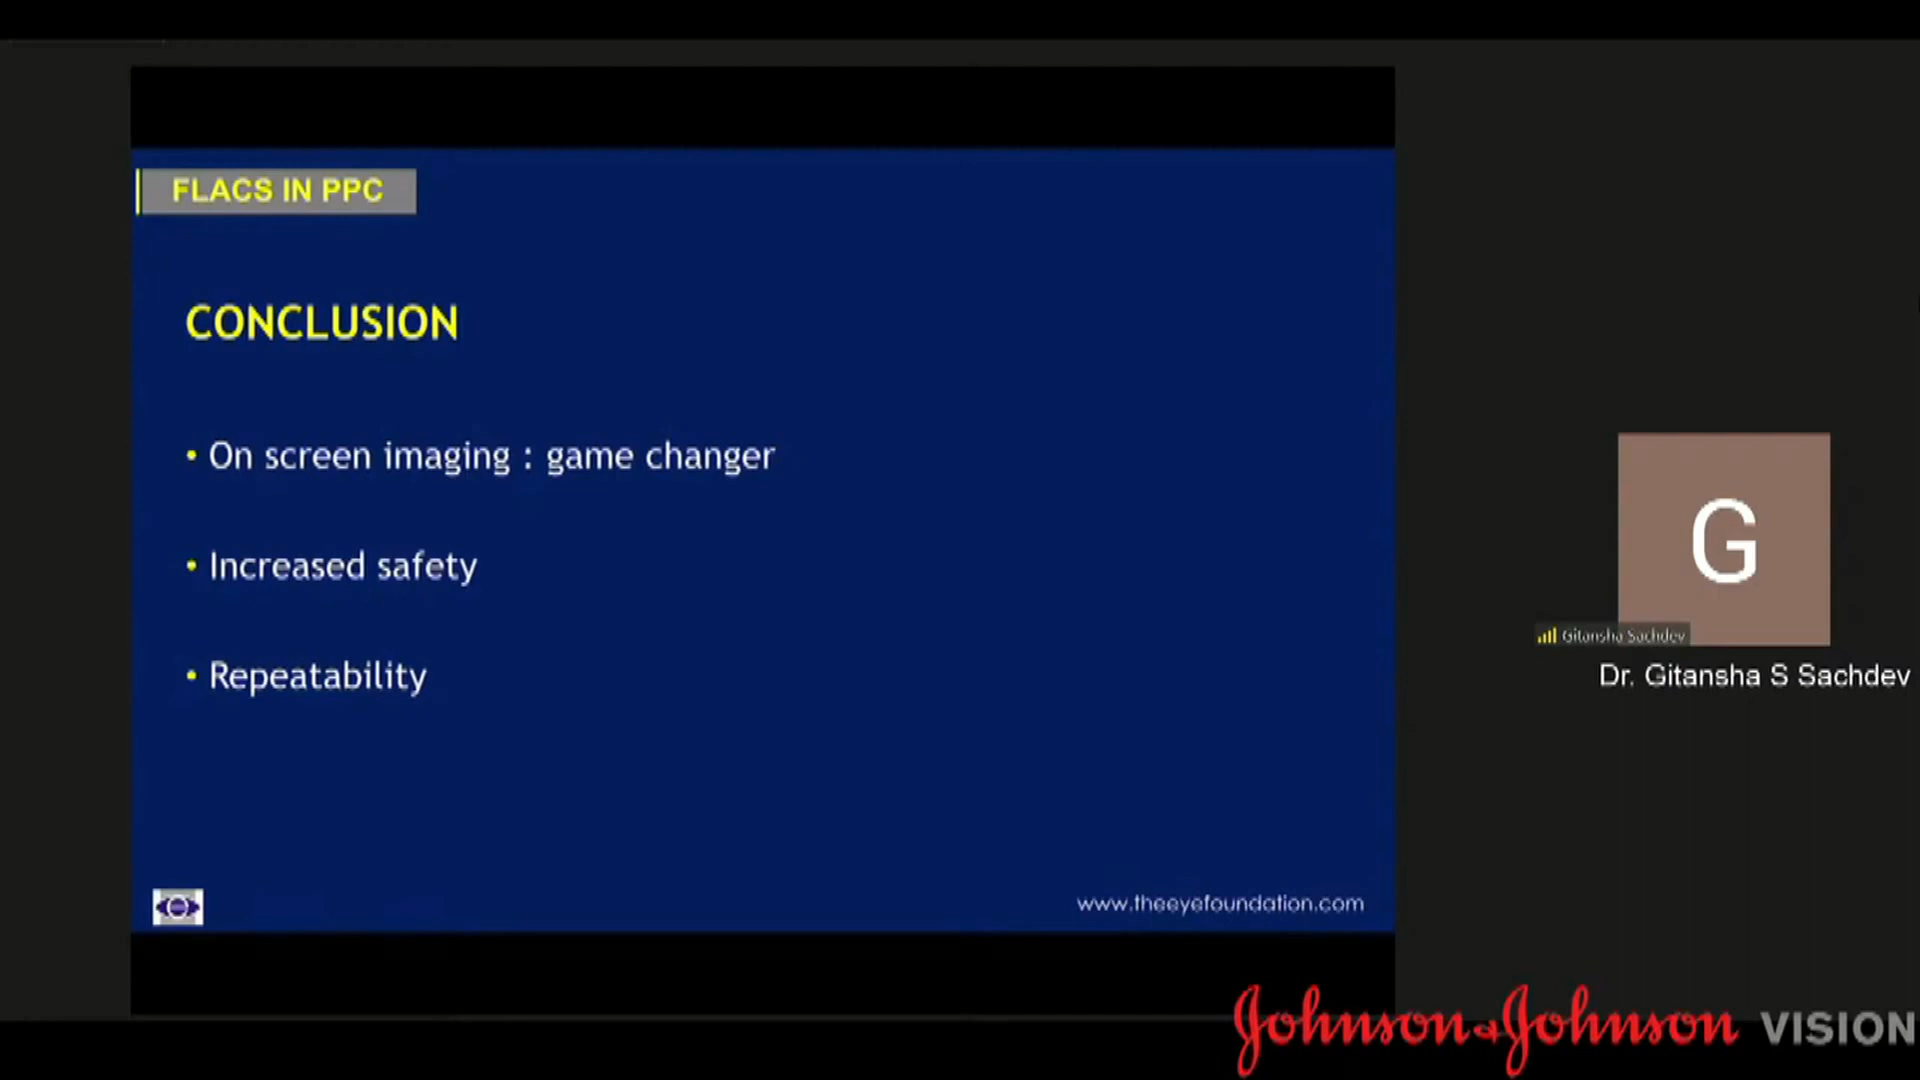 FLACS IN PPC
CONCLUSION
• On screen imaging : game changer
• Increased safety
• Repeatability
www.theeyefoundation.com
G
Gitansha Sachdev
Dr. Gitansha S Sachdev
Johnson & Johnson VISION